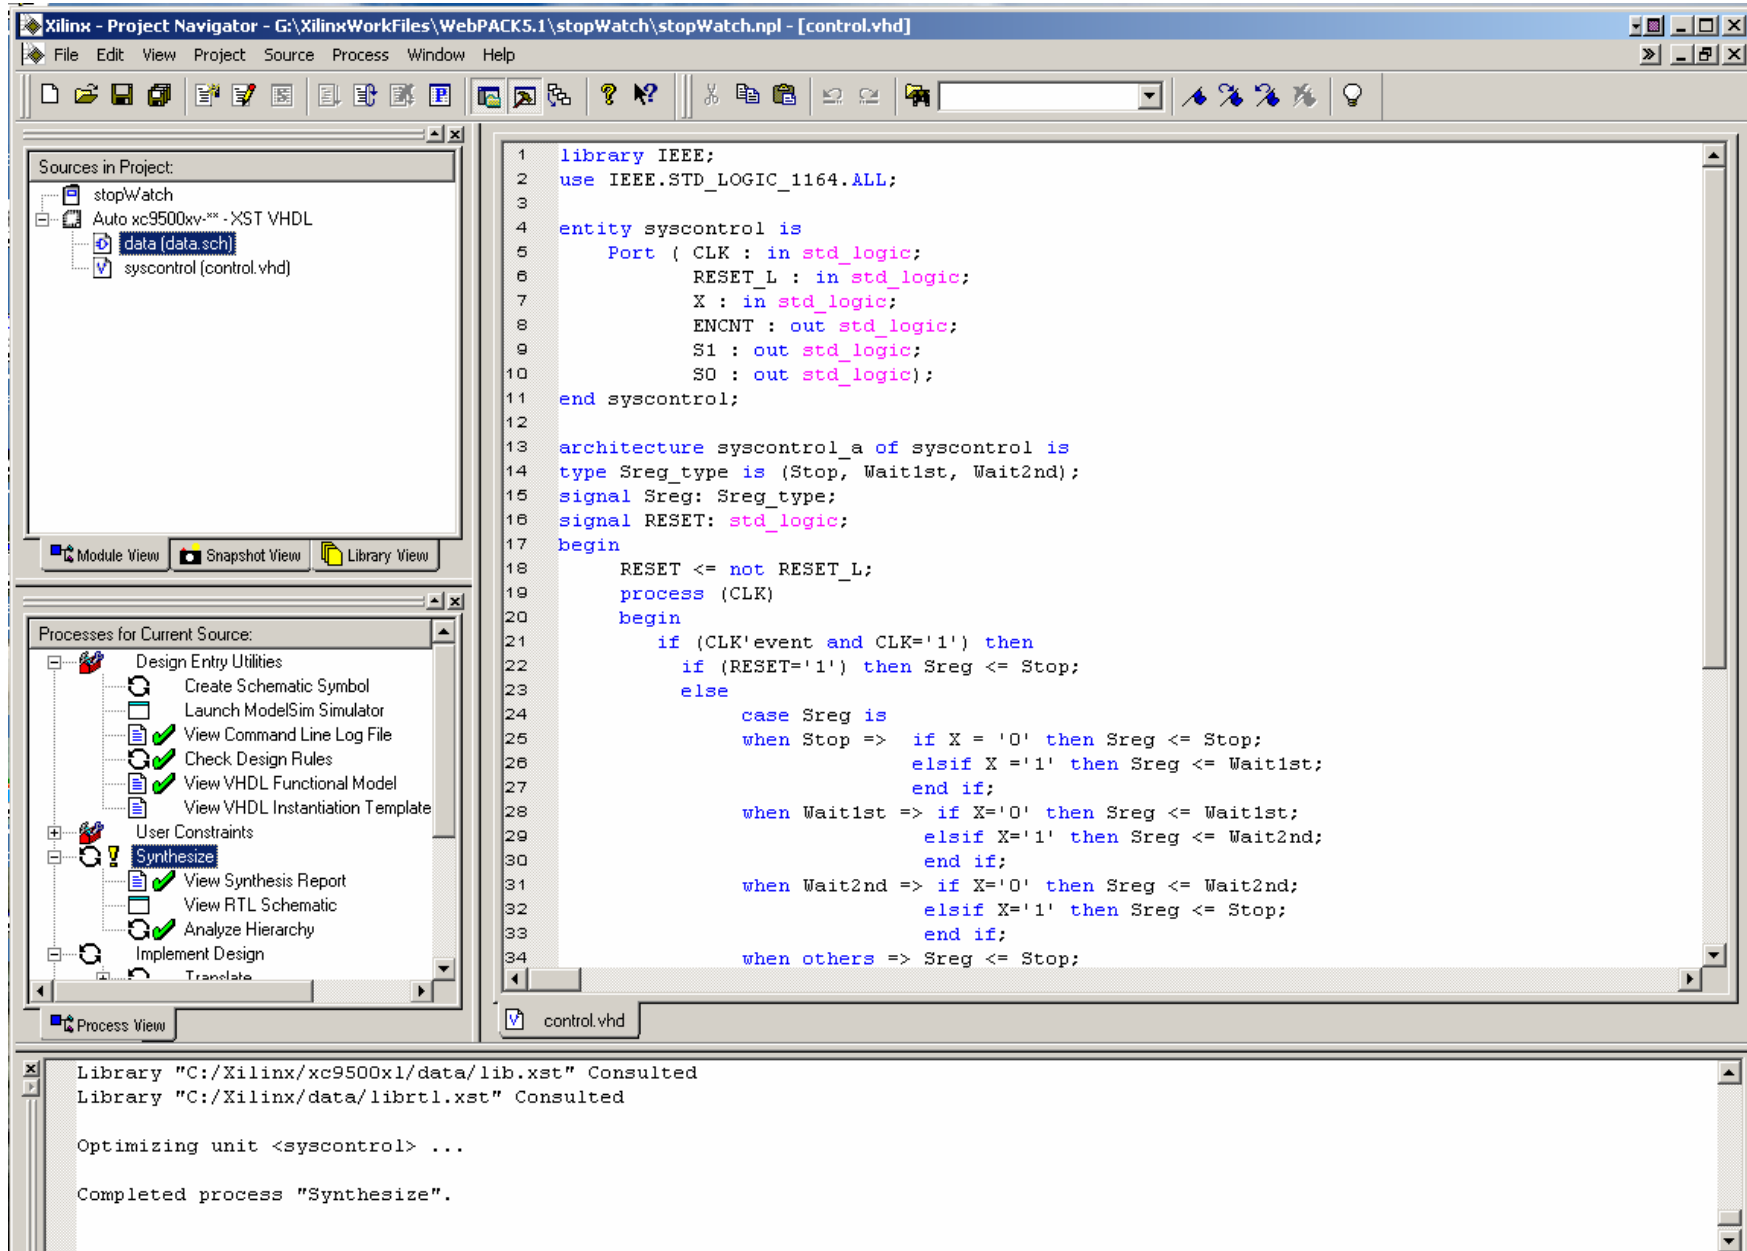 Xilinx - Project Navigator - G:\XilinxWorkFiles\WebPACK5.1\stopWatch\stopWatch.npl - [control.vhd]
File Edit View Project Source Process Window Help
Sources in Project:
stopWatch
Auto xc9500xv-** - XST VHDL
data (data.sch)
syscontrol (control.vhd)
Module View Snapshot View Library View
Processes for Current Source:
Design Entry Utilities
Create Schematic Symbol
Launch ModelSim Simulator
View Command Line Log File
Check Design Rules
View VHDL Functional Model
View VHDL Instantiation Template
User Constraints
Synthesize
View Synthesis Report
View RTL Schematic
Analyze Hierarchy
Implement Design
Translate
Process View
1 library IEEE;
2 use IEEE.STD_LOGIC_1164.ALL;
3
4 entity syscontrol is
5 Port ( CLK : in std_logic;
6 RESET_L : in std_logic;
7 X : in std_logic;
8 ENCNT : out std_logic;
9 S1 : out std_logic;
10 S0 : out std_logic);
11 end syscontrol;
12
13 architecture syscontrol_a of syscontrol is
14 type Sreg_type is (Stop, Wait1st, Wait2nd);
15 signal Sreg: Sreg_type;
16 signal RESET: std_logic;
17 begin
18 RESET <= not RESET_L;
19 process (CLK)
20 begin
21 if (CLK'event and CLK='1') then
22 if (RESET='1') then Sreg <= Stop;
23 else
24 case Sreg is
25 when Stop => if X = '0' then Sreg <= Stop;
26 elsif X ='1' then Sreg <= Wait1st;
27 end if;
28 when Wait1st => if X='0' then Sreg <= Wait1st;
29 elsif X='1' then Sreg <= Wait2nd;
30 end if;
31 when Wait2nd => if X='0' then Sreg <= Wait2nd;
32 elsif X='1' then Sreg <= Stop;
33 end if;
34 when others => Sreg <= Stop;
control.vhd
Library "C:/Xilinx/xc9500xl/data/lib.xst" Consulted
Library "C:/Xilinx/data/librtl.xst" Consulted
Optimizing unit <syscontrol> ...
Completed process "Synthesize".